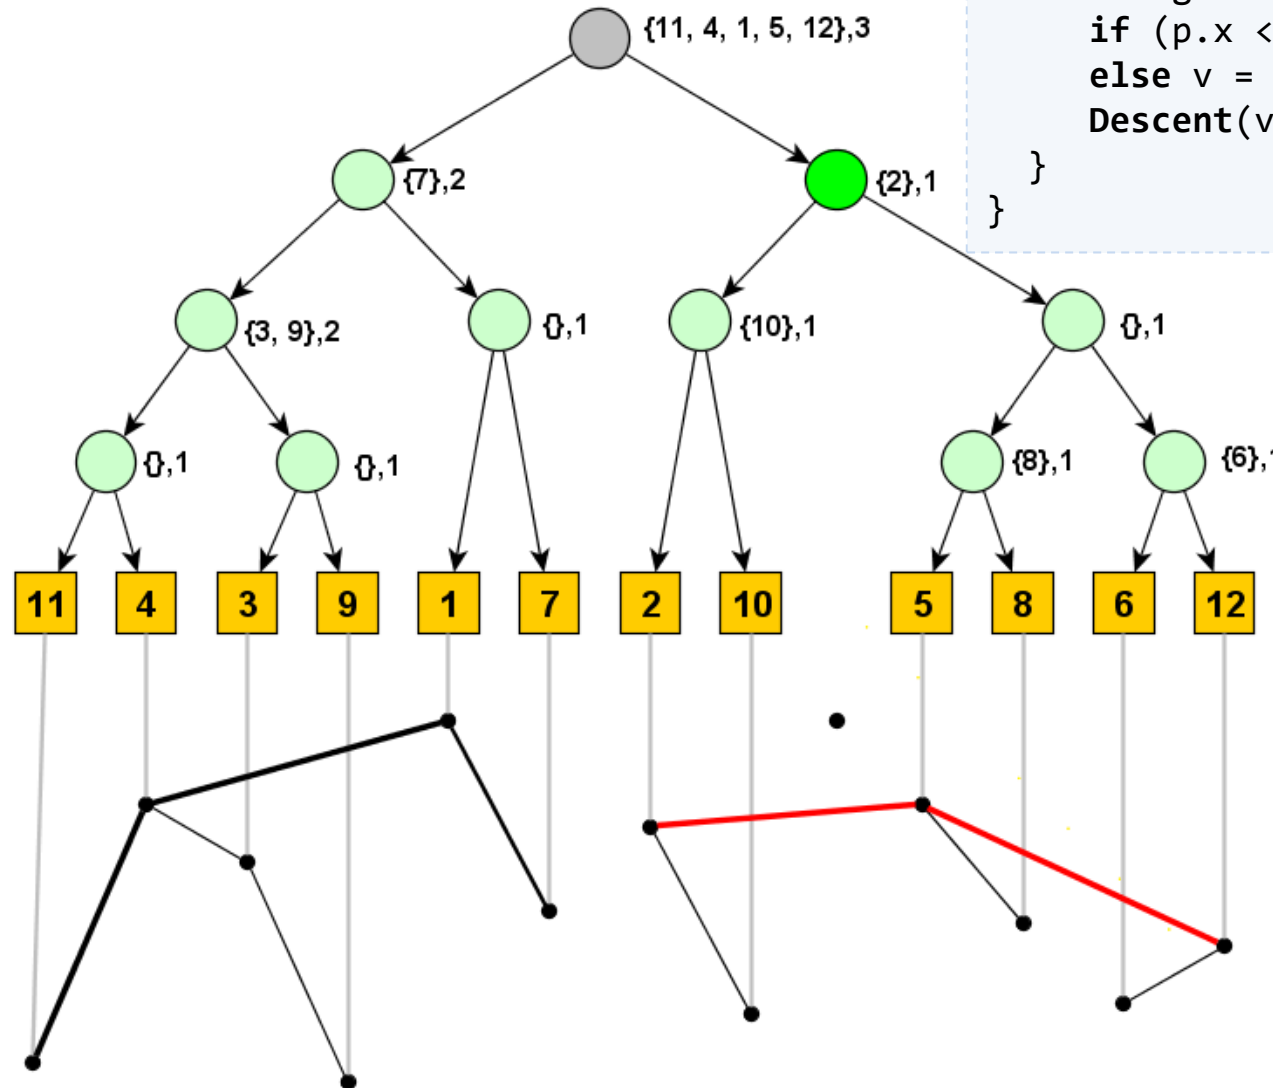 {11, 4, 1, 5, 12},3
if (p.x <
else v =
Descent(v
}
}
{7},2
{2},1
{3, 9},2
{},1
{10},1
{},1
{},1
{},1
{8},1
{6},
11 4 3 9 1 7 2 10 5 8 6 12